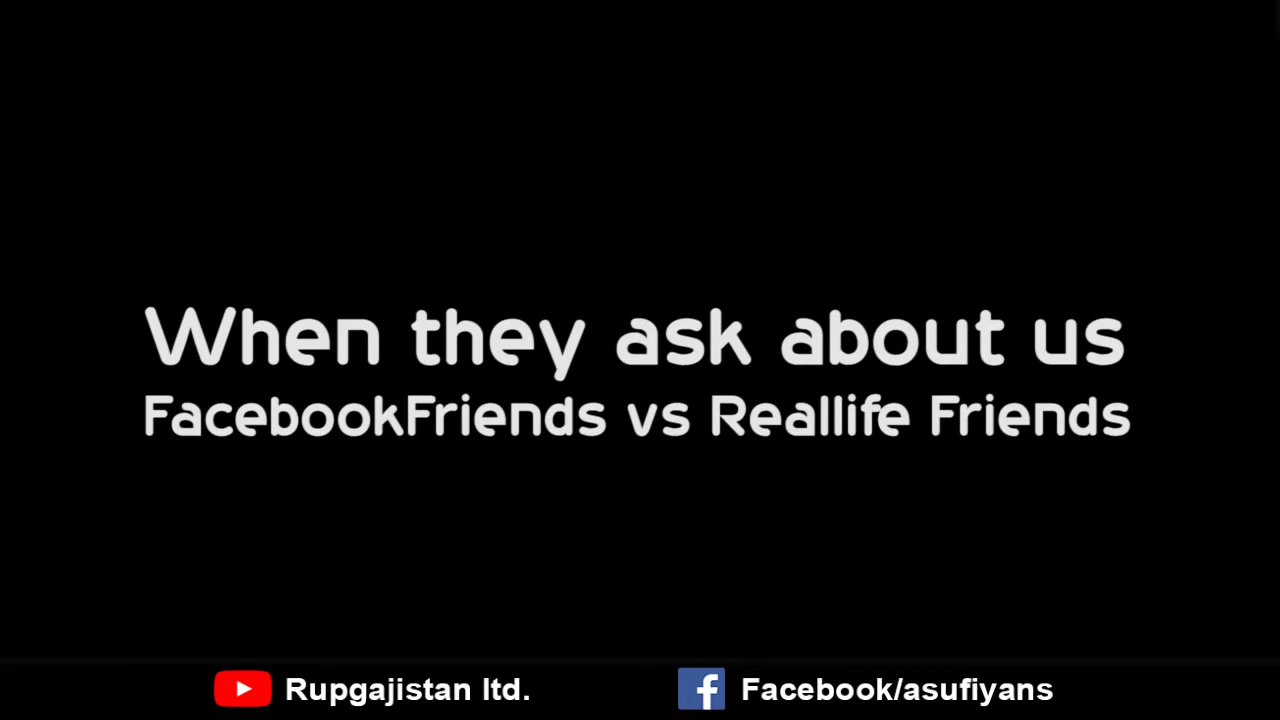 When they ask about us
FacebookFriends vs Reallife Friends
Rupgajistan ltd.
Facebook/asufiyans